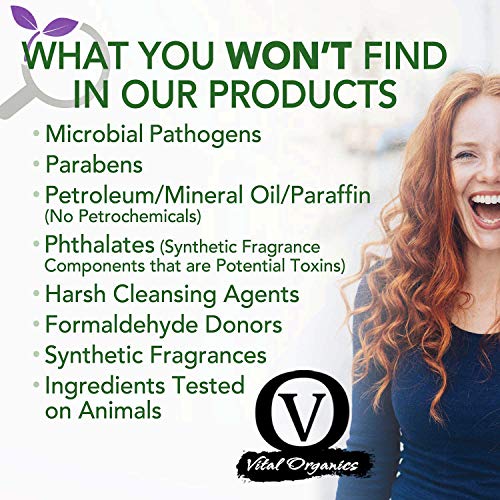 WHAT YOU WON'T FIND
IN OUR PRODUCTS
• Microbial Pathogens
• Parabens
• Petroleum/Mineral Oil/Paraffin
(No Petrochemicals)
• Phthalates (Synthetic Fragrance
Components that are Potential Toxins)
• Harsh Cleansing Agents
• Formaldehyde Donors
• Synthetic Fragrances
• Ingredients Tested
on Animals
V
Vital Organics